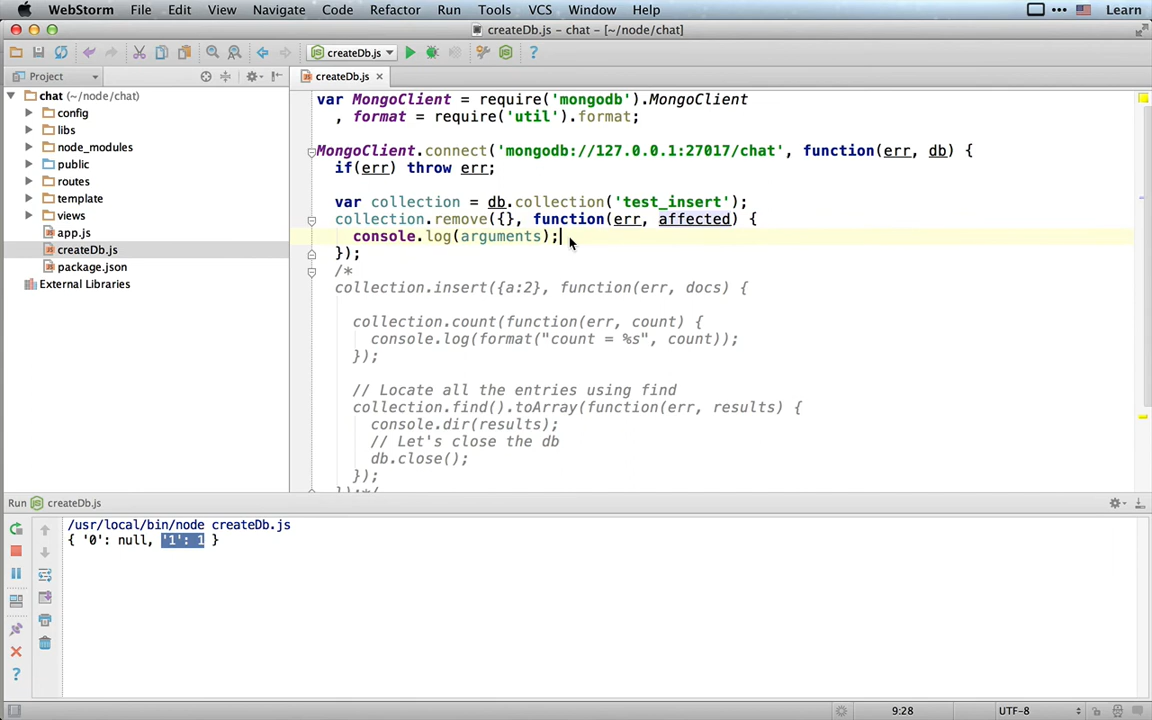 WebStorm File Edit View Navigate Code Refactor Run Tools VCS Window Help Learn
createDb.js – chat – [~/node/chat]
createDb.js
Project
createDb.js
chat (~/node/chat)
config
libs
node_modules
public
routes
template
views
app.js
createDb.js
package.json
External Libraries
var MongoClient = require('mongodb').MongoClient
, format = require('util').format;
MongoClient.connect('mongodb://127.0.0.1:27017/chat', function(err, db) {
if(err) throw err;
var collection = db.collection('test_insert');
collection.remove({}, function(err, affected) {
console.log(arguments);
});
/*
collection.insert({a:2}, function(err, docs) {
collection.count(function(err, count) {
console.log(format("count = %s", count));
});
// Locate all the entries using find
collection.find().toArray(function(err, results) {
console.dir(results);
// Let's close the db
db.close();
});
});*/
Run createDb.js
/usr/local/bin/node createDb.js
{ '0': null, '1': 1 }
9:28 UTF-8